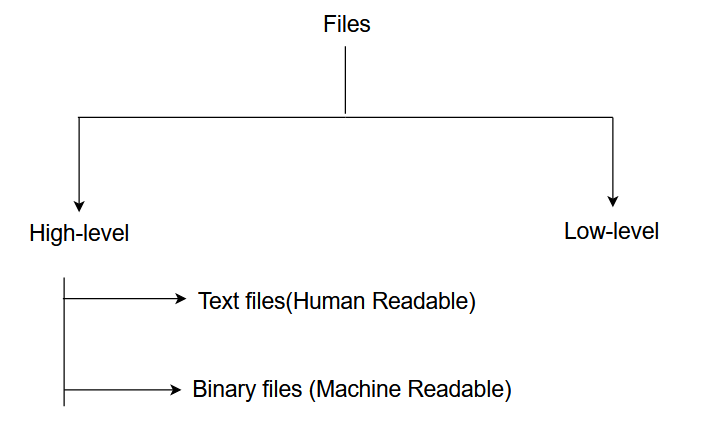 Files
High-level
Low-level
Text files(Human Readable)
Binary files (Machine Readable)